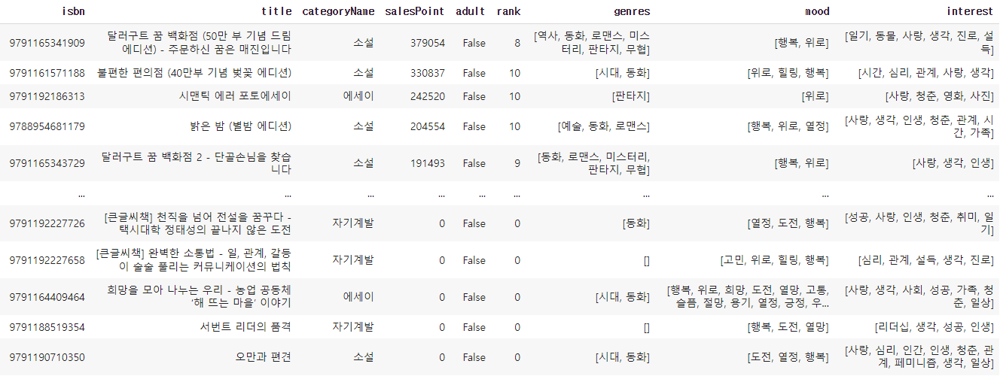 isbn title categoryName salesPoint adult rank genres mood interest
9791165341909 달러구트 꿈 백화점 (50만 부 기념 드림 에디션) - 주문하신 꿈은 매진입니다 소설 379054 False 8 [역사, 동화, 로맨스, 미스터리, 판타지, 무협] [행복, 위로] [일기, 동물, 사랑, 생각, 진로, 설득]
9791161571188 불편한 편의점 (40만부 기념 벚꽃 에디션) 소설 330837 False 10 [시대, 동화] [위로, 힐링, 행복] [시간, 심리, 관계, 사랑, 생각]
9791192186313 시맨틱 에러 포토에세이 에세이 242520 False 10 [판타지] [위로] [사랑, 청춘, 영화, 사진]
9788954681179 밝은 밤 (별밤 에디션) 소설 204554 False 10 [예술, 동화, 로맨스] [행복, 위로, 열정] [사랑, 생각, 인생, 청춘, 관계, 시간, 가족]
9791165343729 달러구트 꿈 백화점 2 - 단골손님을 찾습니다 소설 191493 False 9 [동화, 로맨스, 미스터리, 판타지, 무협] [행복, 위로] [사랑, 생각, 인생]
... ... ... ... ... ... ... ... ...
9791192227726 [큰글씨책] 천직을 넘어 전설을 꿈꾸다 - 택시대학 정태성의 끝나지 않은 도전 자기계발 0 False 0 [동화] [열정, 도전, 행복] [성공, 사랑, 인생, 청춘, 취미, 일기]
9791192227658 [큰글씨책] 완벽한 소통법 - 일, 관계, 갈등이 술술 풀리는 커뮤니케이션의 법칙 자기계발 0 False 0 [] [고민, 위로, 힐링, 행복] [심리, 관계, 설득, 생각, 진로]
9791164409464 희망을 모아 나누는 우리 - 농업 공동체 ‘해 뜨는 마을’ 이야기 에세이 0 False 0 [시대, 동화] [행복, 위로, 희망, 도전, 열망, 고통, 슬픔, 절망, 용기, 열정, 긍정, 우... [사랑, 생각, 사회, 성공, 가족, 청춘, 일상]
9791188519354 서번트 리더의 품격 자기계발 0 False 0 [] [행복, 도전, 열망] [리더십, 생각, 성공, 인생]
9791190710350 오만과 편견 소설 0 False 0 [시대, 동화] [도전, 열정, 행복] [사랑, 심리, 인간, 인생, 청춘, 관계, 페미니즘, 생각, 일상]